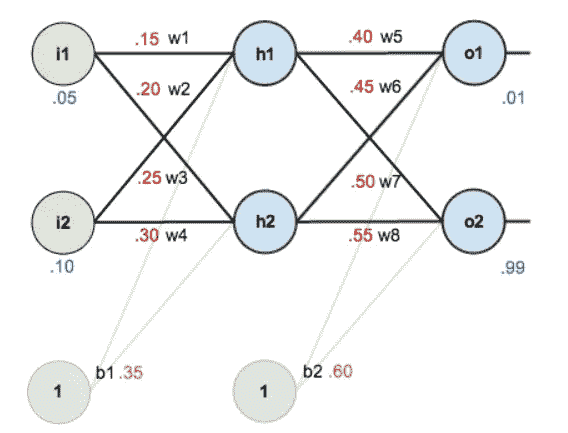 i1 .15 w1 h1 .40 w5 o1
.05 .20 w2 .45 w6 .01
.25 w3 .50 w7
i2 .30 w4 h2 .55 w8 o2
.10 .99
b1 .35 b2 .60
1 1